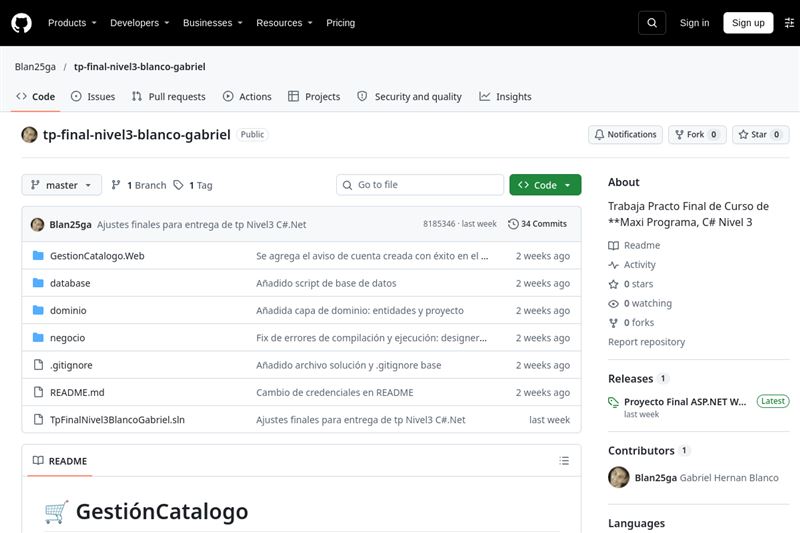 Products Developers Businesses Resources Pricing Sign in Sign up
Blan25ga / tp-final-nivel3-blanco-gabriel
Code Issues Pull requests Actions Projects Security and quality Insights
tp-final-nivel3-blanco-gabriel Public Notifications Fork 0 Star 0
master 1 Branch 1 Tag Go to file Code
Blan25ga Ajustes finales para entrega de tp Nivel3 C#.Net 8185346 · last week 34 Commits
GestionCatalogo.Web Se agrega el aviso de cuenta creada con éxito en el ... 2 weeks ago
database Añadido script de base de datos 2 weeks ago
dominio Añadida capa de dominio: entidades y proyecto 2 weeks ago
negocio Fix de errores de compilación y ejecución: designer... 2 weeks ago
.gitignore Añadido archivo solución y .gitignore base 2 weeks ago
README.md Cambio de credenciales en README 2 weeks ago
TpFinalNivel3BlancoGabriel.sln Ajustes finales para entrega de tp Nivel3 C#.Net last week
README
GestiónCatalogo
About
Trabaja Practo Final de Curso de
**Maxi Programa, C# Nivel 3
Readme
Activity
0 stars
0 watching
0 forks
Report repository
Releases 1
Proyecto Final ASP.NET W... Latest
last week
Contributors 1
Blan25ga Gabriel Hernan Blanco
Languages